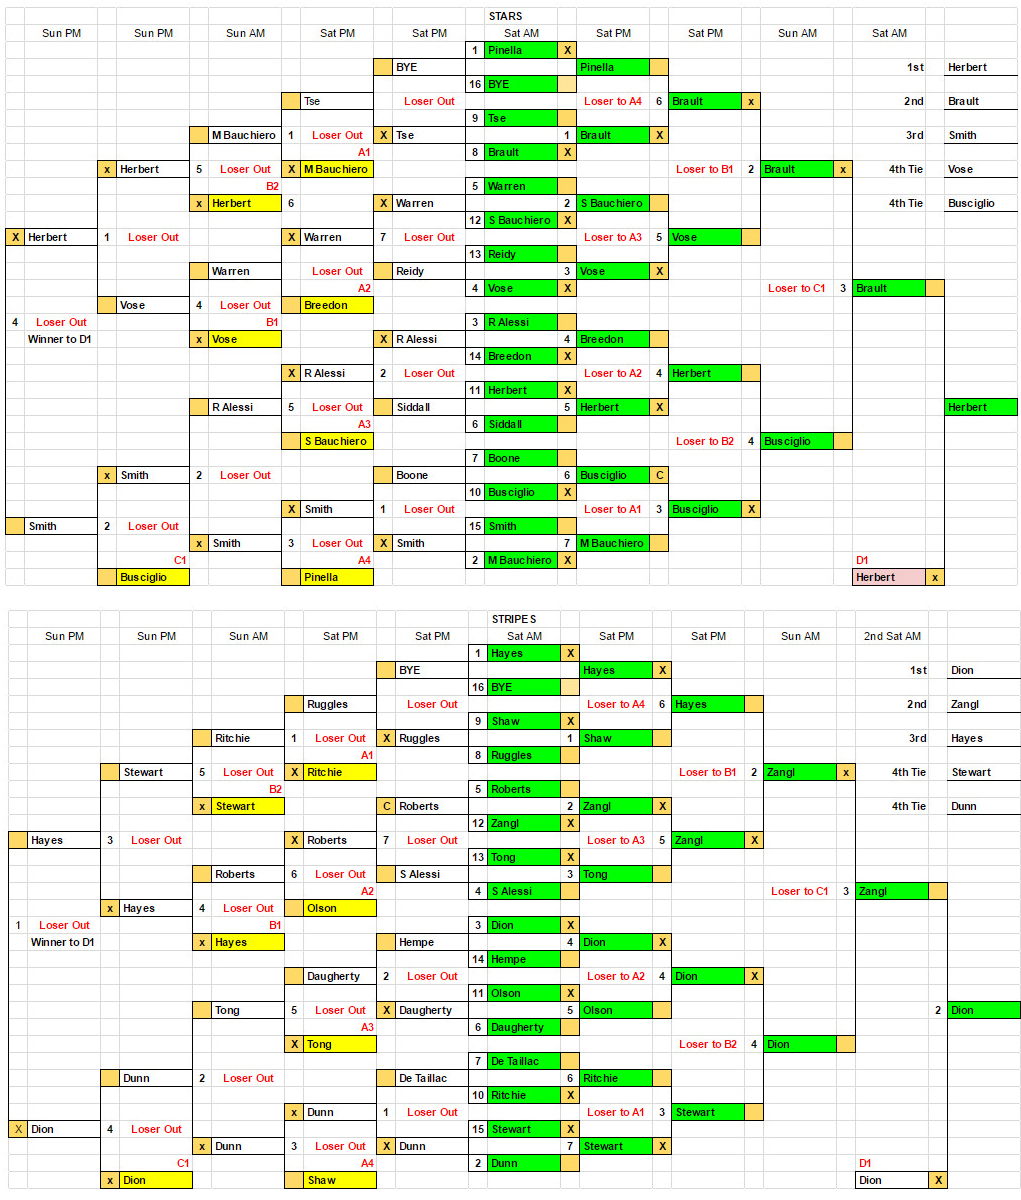 STARS
Sun PM Sun PM Sun AM Sat PM Sat PM Sat AM Sat PM Sat PM Sun AM Sat AM
1 Pinella X
BYE Pinella 1st Herbert
16 BYE
Tse Loser Out Loser to A4 6 Brault x 2nd Brault
9 Tse
M Bauchiero 1 Loser Out X Tse 1 Brault X 3rd Smith
A1 8 Brault X
x Herbert 5 Loser Out X M Bauchiero Loser to B1 2 Brault x 4th Tie Vose
B2 5 Warren
x Herbert 6 X Warren 2 S Bauchiero 4th Tie Busciglio
12 S Bauchiero X
X Herbert 1 Loser Out X Warren 7 Loser Out Loser to A3 5 Vose
13 Reidy
Warren Loser Out Reidy 3 Vose X
A2 4 Vose X Loser to C1 3 Brault
Vose 4 Loser Out Breedon
4 Loser Out B1 3 R Alessi
Winner to D1 x Vose X R Alessi 4 Breedon
14 Breedon X
X R Alessi 2 Loser Out Loser to A2 4 Herbert
11 Herbert X
R Alessi 5 Loser Out Siddall 5 Herbert X Herbert
A3 6 Siddall
S Bauchiero Loser to B2 4 Busciglio
7 Boone
x Smith 2 Loser Out Boone 6 Busciglio C
10 Busciglio X
X Smith 1 Loser Out Loser to A1 3 Busciglio X
Smith 2 Loser Out 15 Smith
x Smith 3 Loser Out X Smith 7 M Bauchiero
C1 A4 2 M Bauchiero X D1
Busciglio Pinella Herbert x
STRIPES
Sun PM Sun PM Sun AM Sat PM Sat PM Sat AM Sat PM Sat PM Sun AM 2nd Sat AM
1 Hayes X
BYE Hayes X 1st Dion
16 BYE
Ruggles Loser Out Loser to A4 6 Hayes 2nd Zangl
9 Shaw X
Ritchie 1 Loser Out X Ruggles 1 Shaw 3rd Hayes
A1 8 Ruggles
Stewart 5 Loser Out X Ritchie Loser to B1 2 Zangl x 4th Tie Stewart
B2 5 Roberts
x Stewart C Roberts 2 Zangl X 4th Tie Dunn
12 Zangl X
Hayes 3 Loser Out X Roberts 7 Loser Out Loser to A3 5 Zangl X
13 Tong X
Roberts 6 Loser Out S Alessi 3 Tong
A2 4 S Alessi Loser to C1 3 Zangl
x Hayes 4 Loser Out Olson
1 Loser Out B1 3 Dion X
Winner to D1 x Hayes Hempe 4 Dion X
14 Hempe
Daugherty 2 Loser Out Loser to A2 4 Dion X
11 Olson X
Tong 5 Loser Out X Daugherty 5 Olson 2 Dion
A3 6 Daugherty
X Tong Loser to B2 4 Dion
7 De Taillac
Dunn 2 Loser Out De Taillac 6 Ritchie
10 Ritchie X
x Dunn 1 Loser Out Loser to A1 3 Stewart
X Dion 4 Loser Out 15 Stewart X
x Dunn 3 Loser Out X Dunn 7 Stewart X
C1 A4 2 Dunn D1
x Dion Shaw Dion X